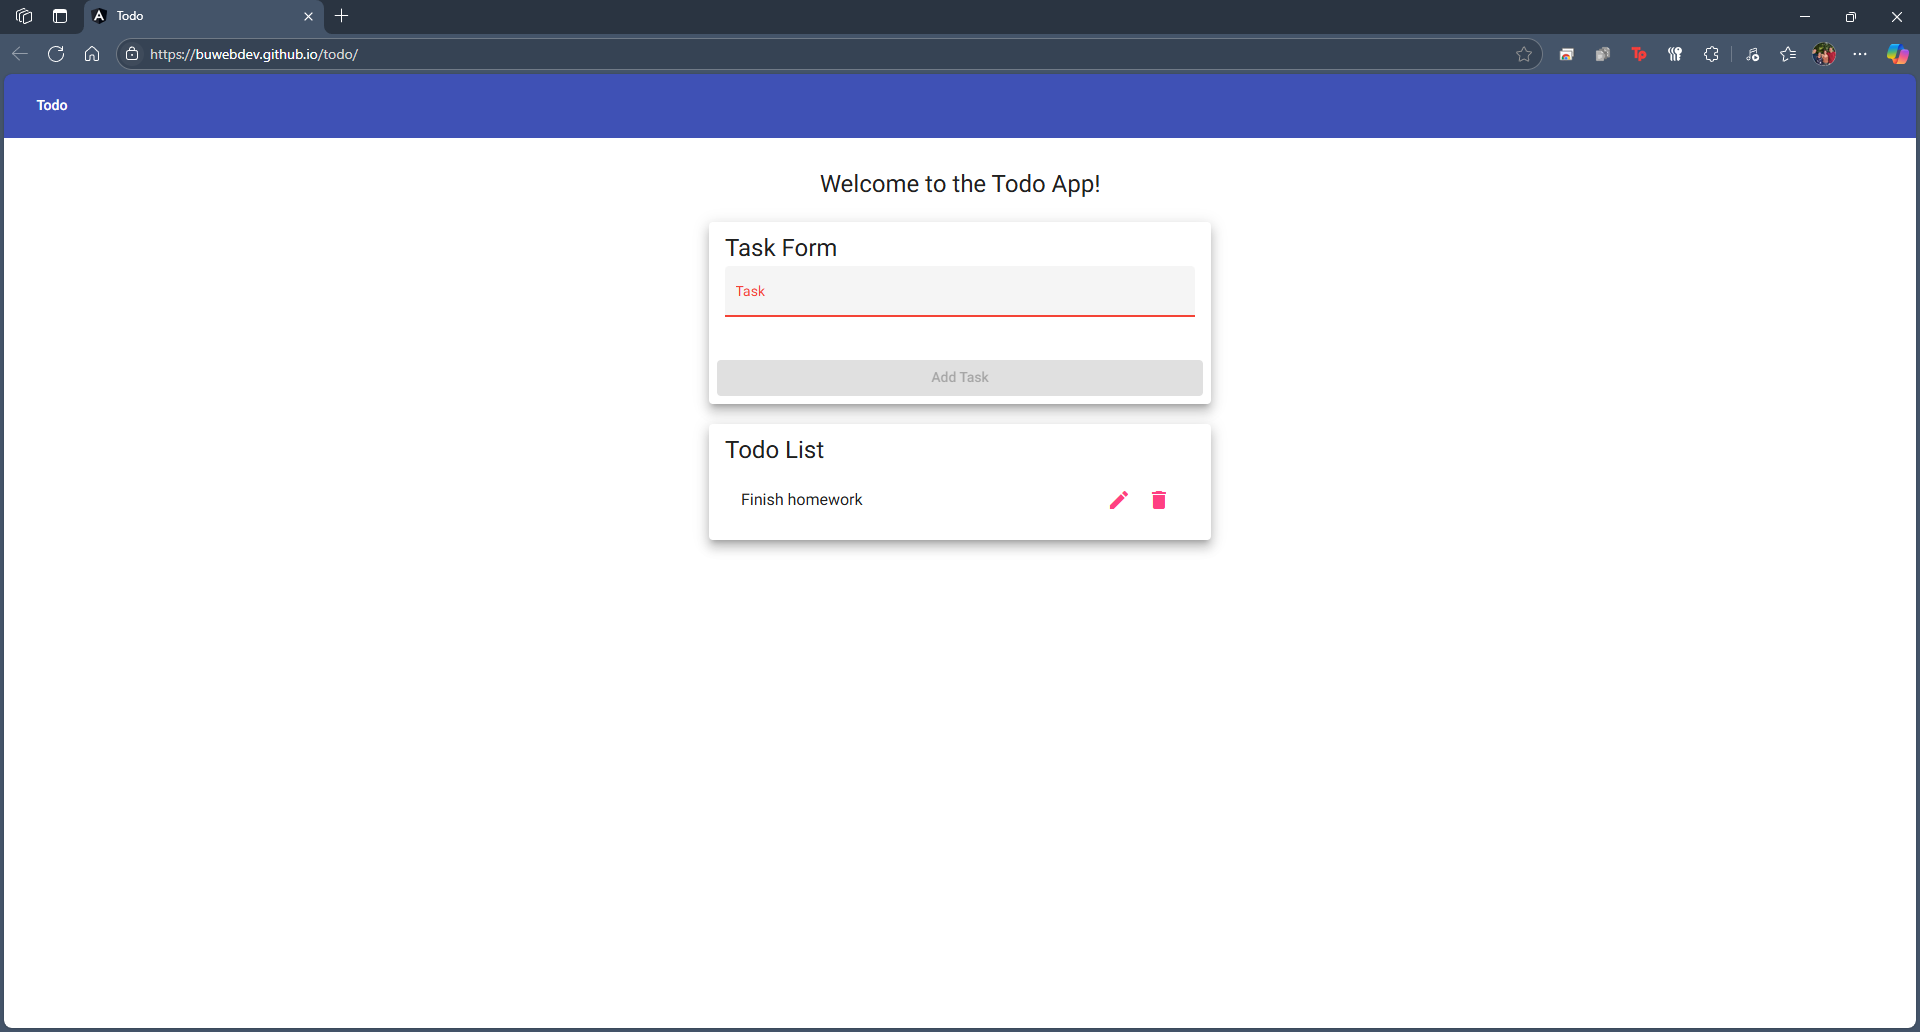 Todo
https://buwebdev.github.io/todo/
Tp
Todo
Welcome to the Todo App!
Task Form
Task
Add Task
Todo List
Finish homework